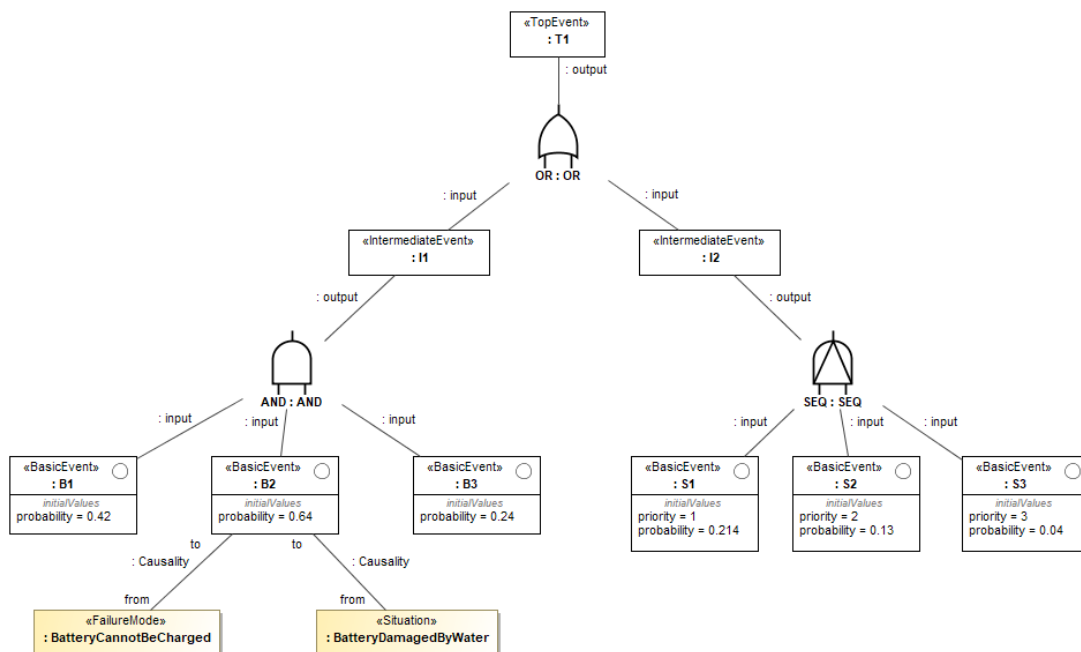 «TopEvent»
: T1
: output
OR : OR
: input
: input
«IntermediateEvent»
: I1
«IntermediateEvent»
: I2
: output
: output
AND : AND
SEQ : SEQ
: input
: input
: input
: input
: input
: input
«BasicEvent»
: B1
initialValues
probability = 0.42
«BasicEvent»
: B2
initialValues
probability = 0.64
«BasicEvent»
: B3
initialValues
probability = 0.24
«BasicEvent»
: S1
initialValues
priority = 1
probability = 0.214
«BasicEvent»
: S2
initialValues
priority = 2
probability = 0.13
«BasicEvent»
: S3
initialValues
priority = 3
probability = 0.04
to
to
: Causality
: Causality
from
from
«FailureMode»
: BatteryCannotBeCharged
«Situation»
: BatteryDamagedByWater